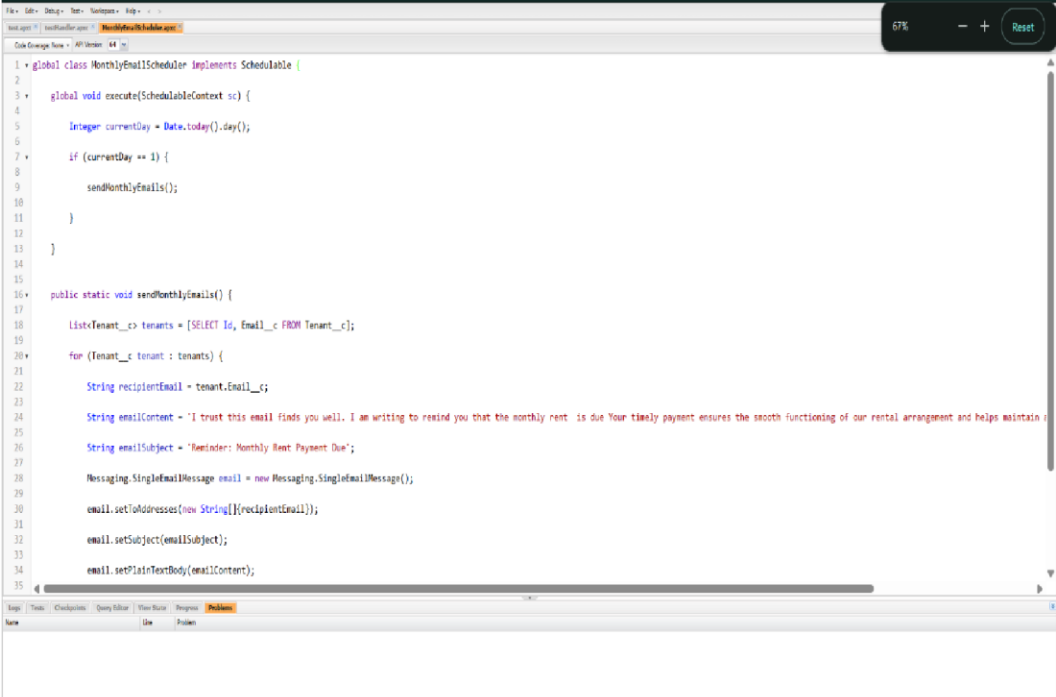 File Edit Debug Test Workspace Help < >
67% − + Reset
test.apxc testHandler.apxc MonthlyEmailScheduler.apxc
Code Coverage: None API Version: 64
1 global class MonthlyEmailScheduler implements Schedulable {
2
3 global void execute(SchedulableContext sc) {
4
5 Integer currentDay = Date.today().day();
6
7 if (currentDay == 1) {
8
9 sendMonthlyEmails();
10
11 }
12
13 }
14
15
16 public static void sendMonthlyEmails() {
17
18 List<Tenant__c> tenants = [SELECT Id, Email__c FROM Tenant__c];
19
20 for (Tenant__c tenant : tenants) {
21
22 String recipientEmail = tenant.Email__c;
23
24 String emailContent = 'I trust this email finds you well. I am writing to remind you that the monthly rent is due Your timely payment ensures the smooth functioning of our rental arrangement and helps maintain a
25
26 String emailSubject = 'Reminder: Monthly Rent Payment Due';
27
28 Messaging.SingleEmailMessage email = new Messaging.SingleEmailMessage();
29
30 email.setToAddresses(new String[]{recipientEmail});
31
32 email.setSubject(emailSubject);
33
34 email.setPlainTextBody(emailContent);
35
Logs Tests Checkpoints Query Editor View State Progress Problems
Name Line Problem